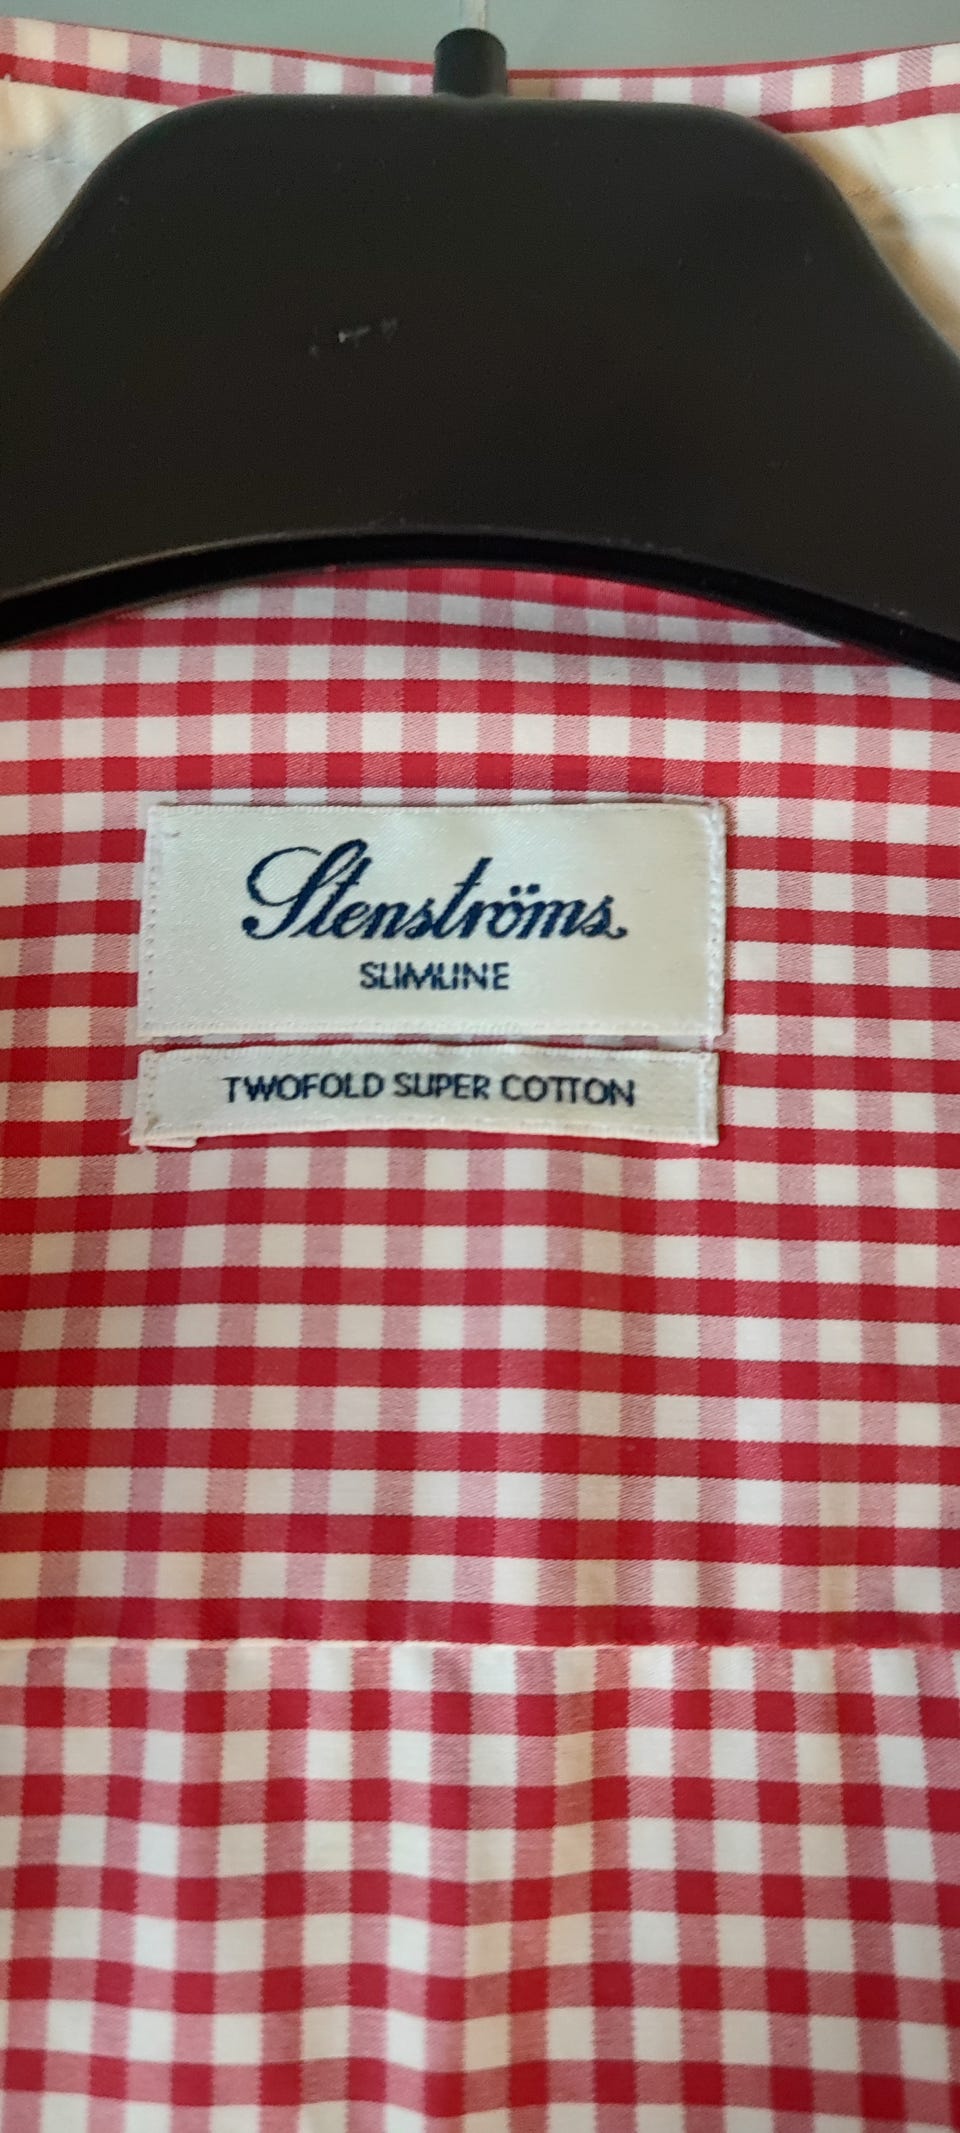 Stenströms
SLIMLINE
TWOFOLD SUPER COTTON